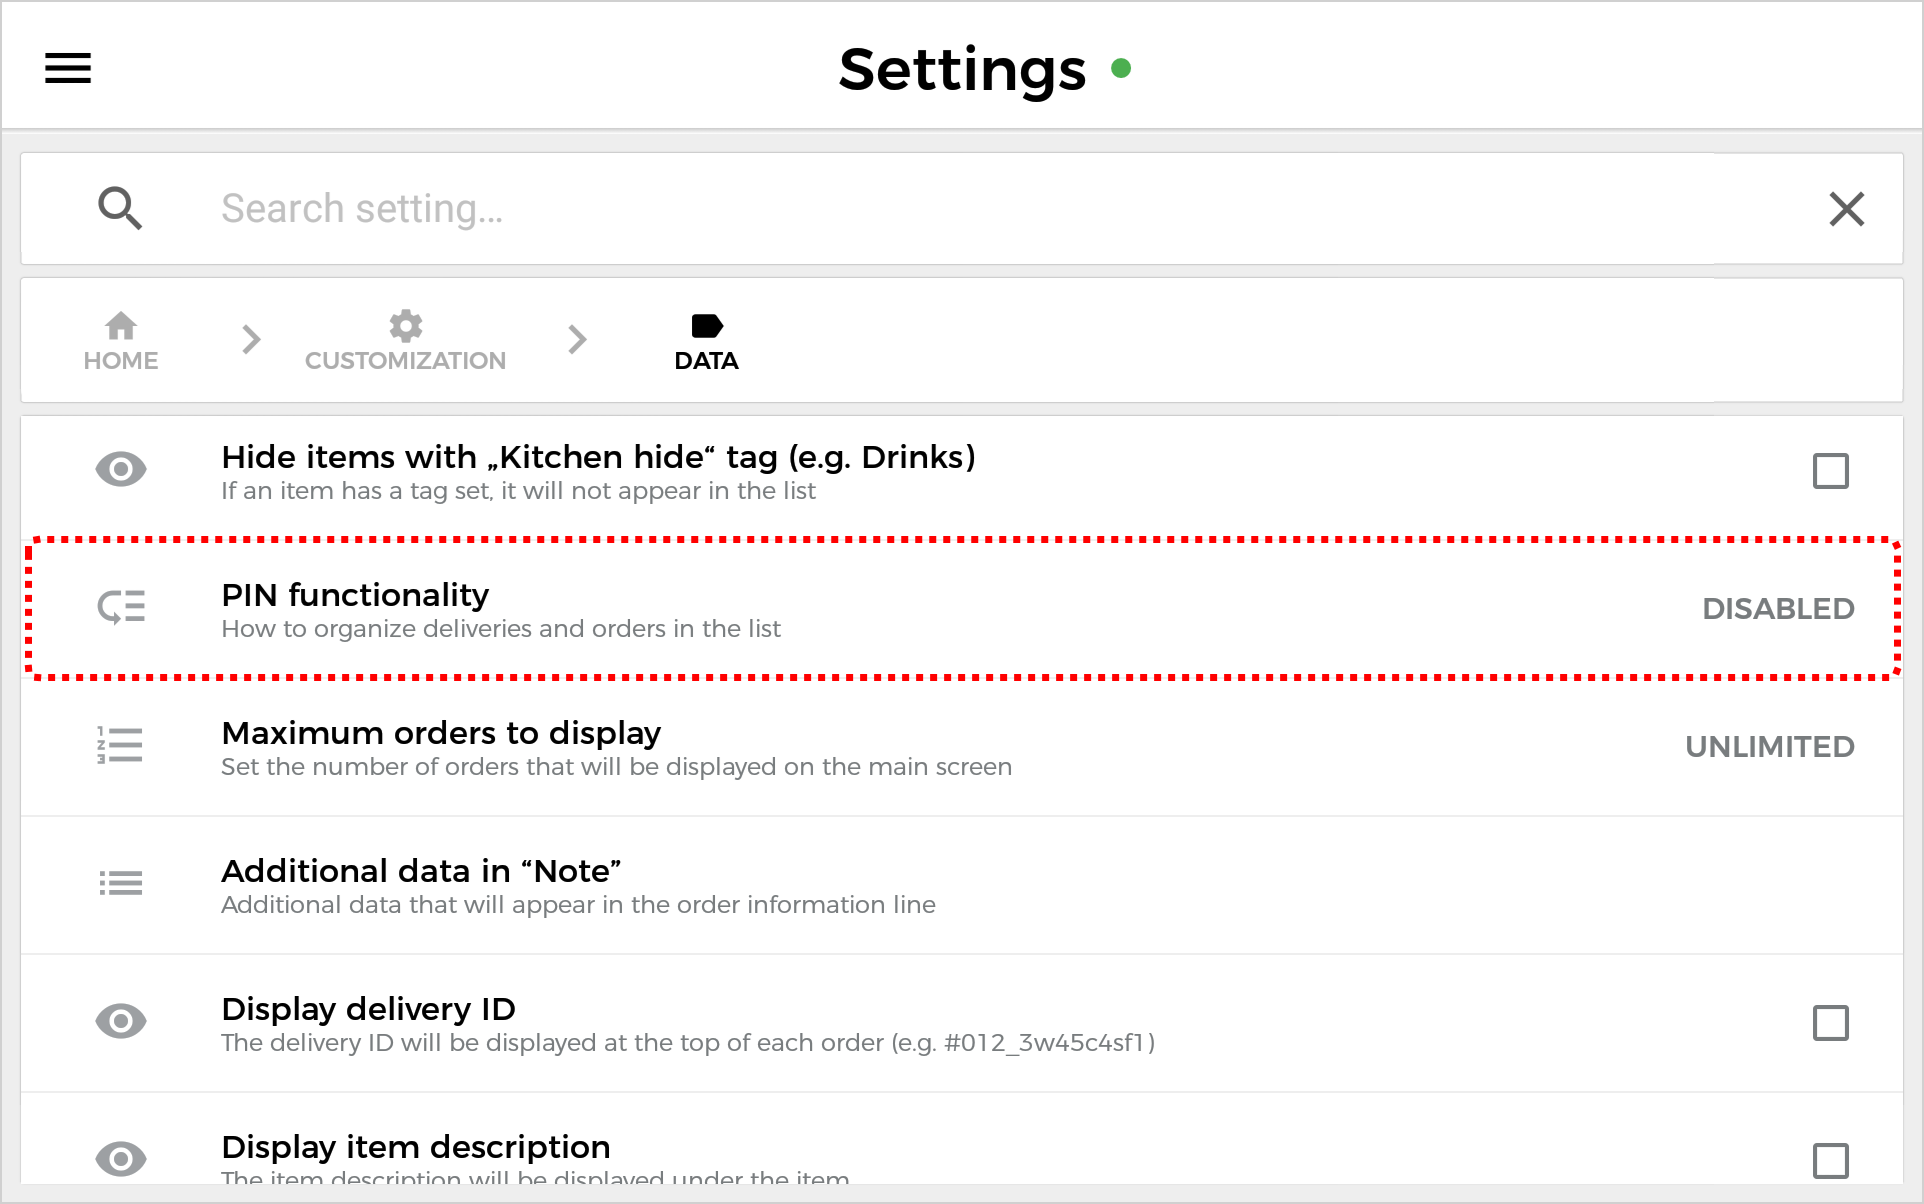 Settings
Search setting...
HOME
CUSTOMIZATION
DATA
Hide items with „Kitchen hide“ tag (e.g. Drinks)
If an item has a tag set, it will not appear in the list
PIN functionality
How to organize deliveries and orders in the list
DISABLED
Maximum orders to display
Set the number of orders that will be displayed on the main screen
UNLIMITED
Additional data in “Note”
Additional data that will appear in the order information line
Display delivery ID
The delivery ID will be displayed at the top of each order (e.g. #012_3w45c4sf1)
Display item description
The item description will be displayed under the item